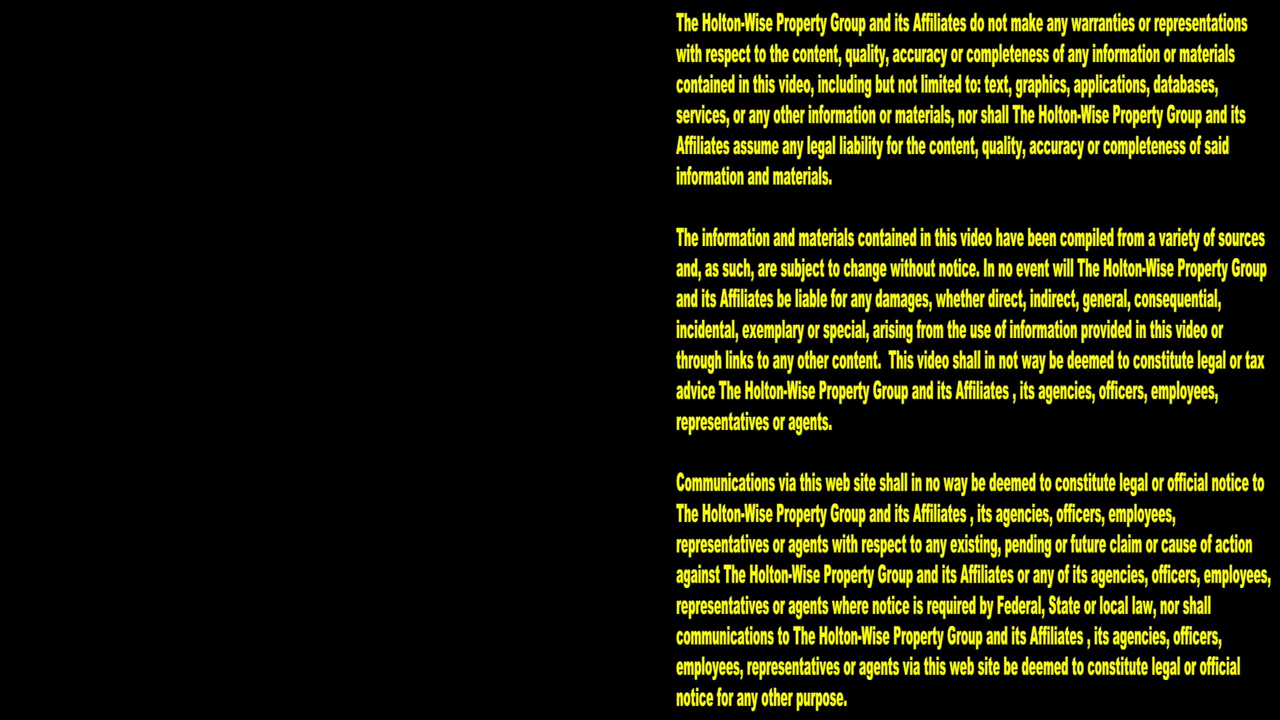 The Holton-Wise Property Group and its Affiliates do not make any warranties or representations
with respect to the content, quality, accuracy or completeness of any information or materials
contained in this video, including but not limited to: text, graphics, applications, databases,
services, or any other information or materials, nor shall The Holton-Wise Property Group and its
Affiliates assume any legal liability for the content, quality, accuracy or completeness of said
information and materials.
The information and materials contained in this video have been compiled from a variety of sources
and, as such, are subject to change without notice. In no event will The Holton-Wise Property Group
and its Affiliates be liable for any damages, whether direct, indirect, general, consequential,
incidental, exemplary or special, arising from the use of information provided in this video or
through links to any other content.  This video shall in not way be deemed to constitute legal or tax
advice The Holton-Wise Property Group and its Affiliates , its agencies, officers, employees,
representatives or agents.
Communications via this web site shall in no way be deemed to constitute legal or official notice to
The Holton-Wise Property Group and its Affiliates , its agencies, officers, employees,
representatives or agents with respect to any existing, pending or future claim or cause of action
against The Holton-Wise Property Group and its Affiliates or any of its agencies, officers, employees,
representatives or agents where notice is required by Federal, State or local law, nor shall
communications to The Holton-Wise Property Group and its Affiliates , its agencies, officers,
employees, representatives or agents via this web site be deemed to constitute legal or official
notice for any other purpose.